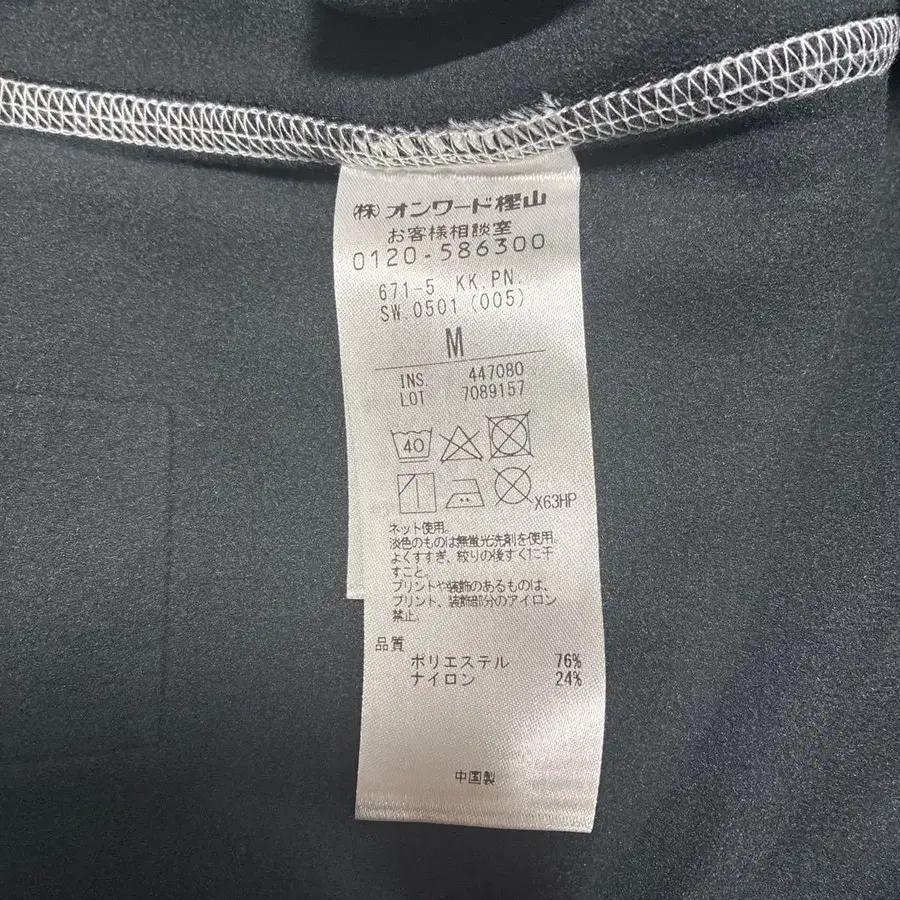 ㈱オンワード樫山
お客様相談室
0120-586300
671-5 KK.PN.
SW.0501 (005)
M
INS. 447080
LOT 7089157
40
X63HP
ネット使用。
淡色のものは無蛍光洗剤を使用。
よくすすぎ、絞りの後すぐに干
すこと。
プリントや装飾のあるものは、
プリント、装飾部分のアイロン
禁止。
品質
ポリエステル 76%
ナイロン 24%
中国製